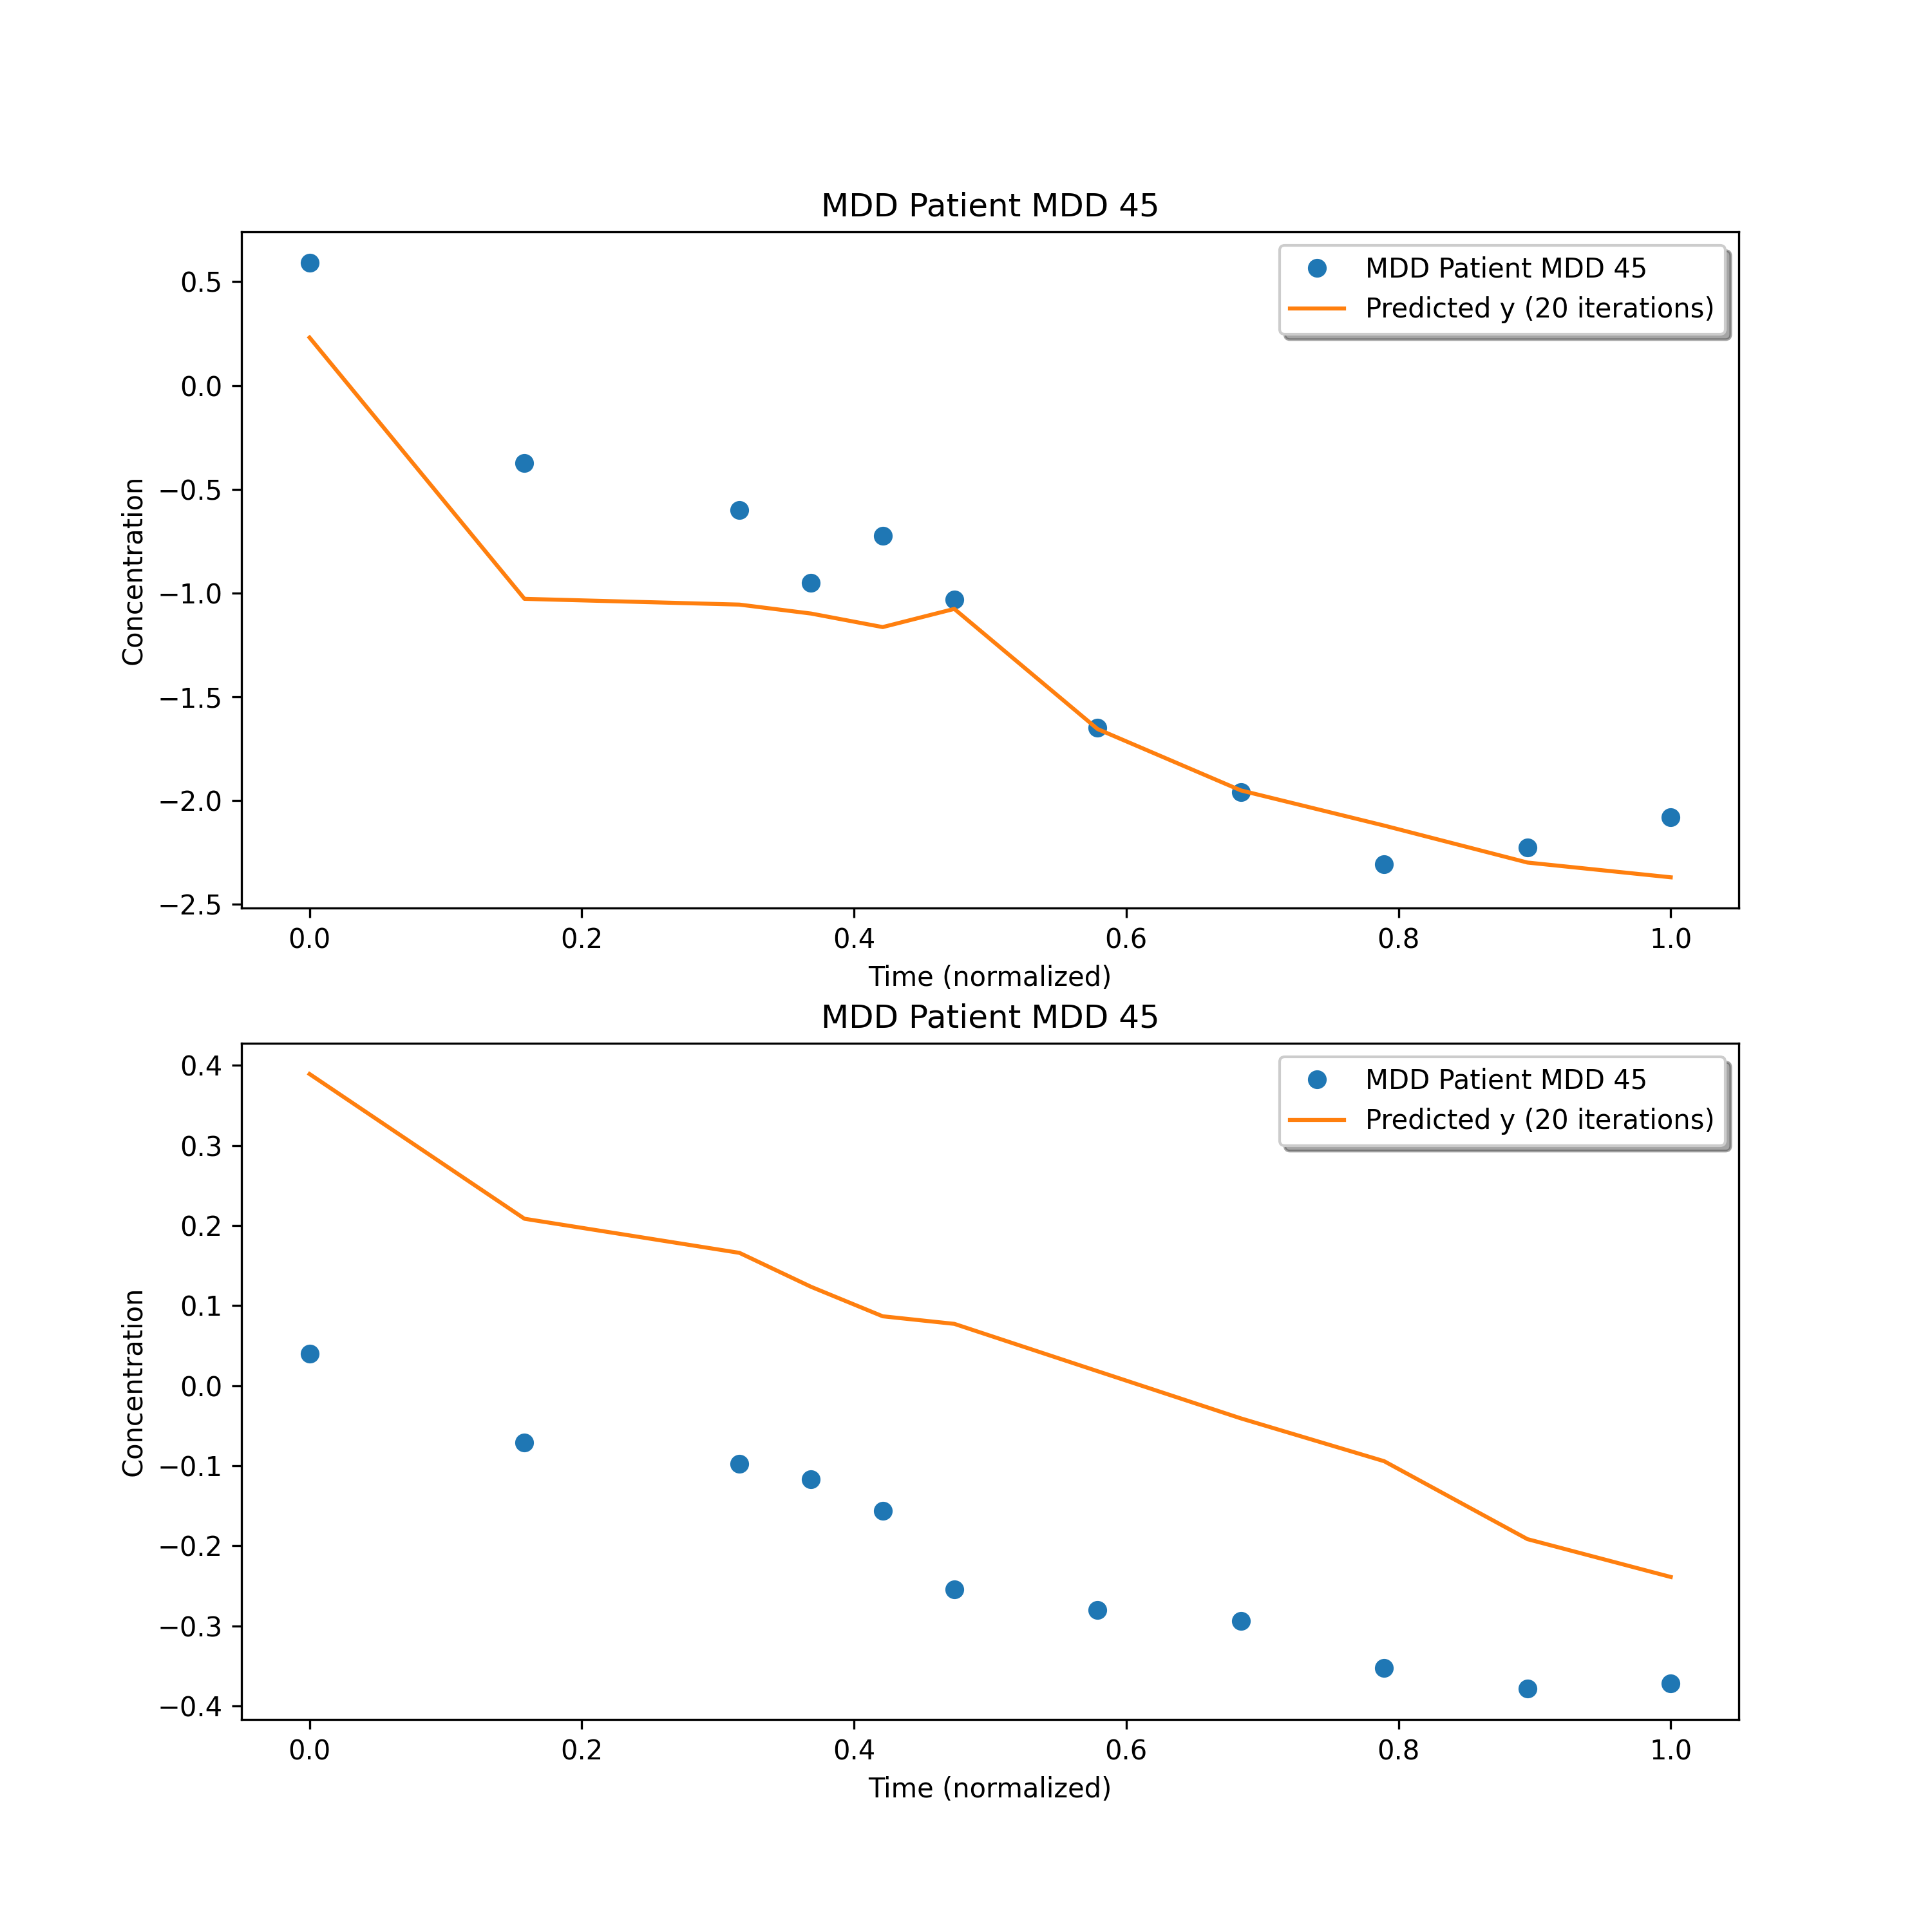 MDD Patient MDD 45
MDD Patient MDD 45
Predicted y (20 iterations)
0.5
0.0
−0.5
−1.0
−1.5
−2.0
−2.5
Concentration
0.0 0.2 0.4 0.6 0.8 1.0
Time (normalized)
MDD Patient MDD 45
MDD Patient MDD 45
Predicted y (20 iterations)
0.4
0.3
0.2
0.1
0.0
−0.1
−0.2
−0.3
−0.4
Concentration
0.0 0.2 0.4 0.6 0.8 1.0
Time (normalized)